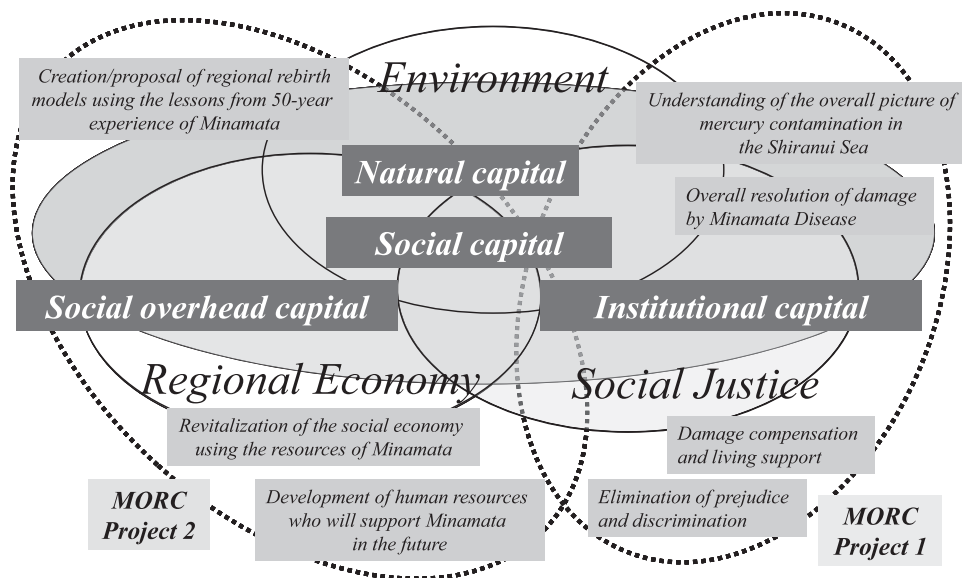 Environment
Creation/proposal of regional rebirth
models using the lessons from 50-year
experience of Minamata
Understanding of the overall picture of
mercury contamination in
the Shiranui Sea
Natural capital
Overall resolution of damage
by Minamata Disease
Social capital
Social overhead capital
Institutional capital
Regional Economy
Social Justice
Revitalization of the social economy
using the resources of Minamata
Damage compensation
and living support
MORC
Project 2
Development of human resources
who will support Minamata
in the future
Elimination of prejudice
and discrimination
MORC
Project 1